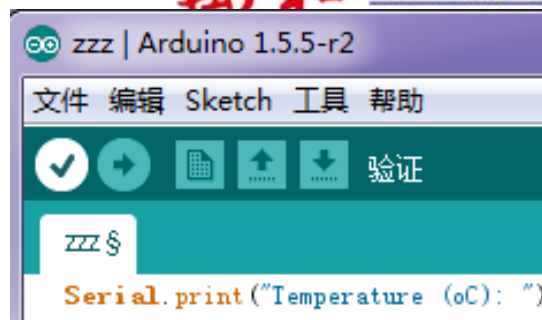 zzz | Arduino 1.5.5-r2
文件 编辑 Sketch 工具 帮助
验证
zzz §
Serial.print("Temperature (oC): ")